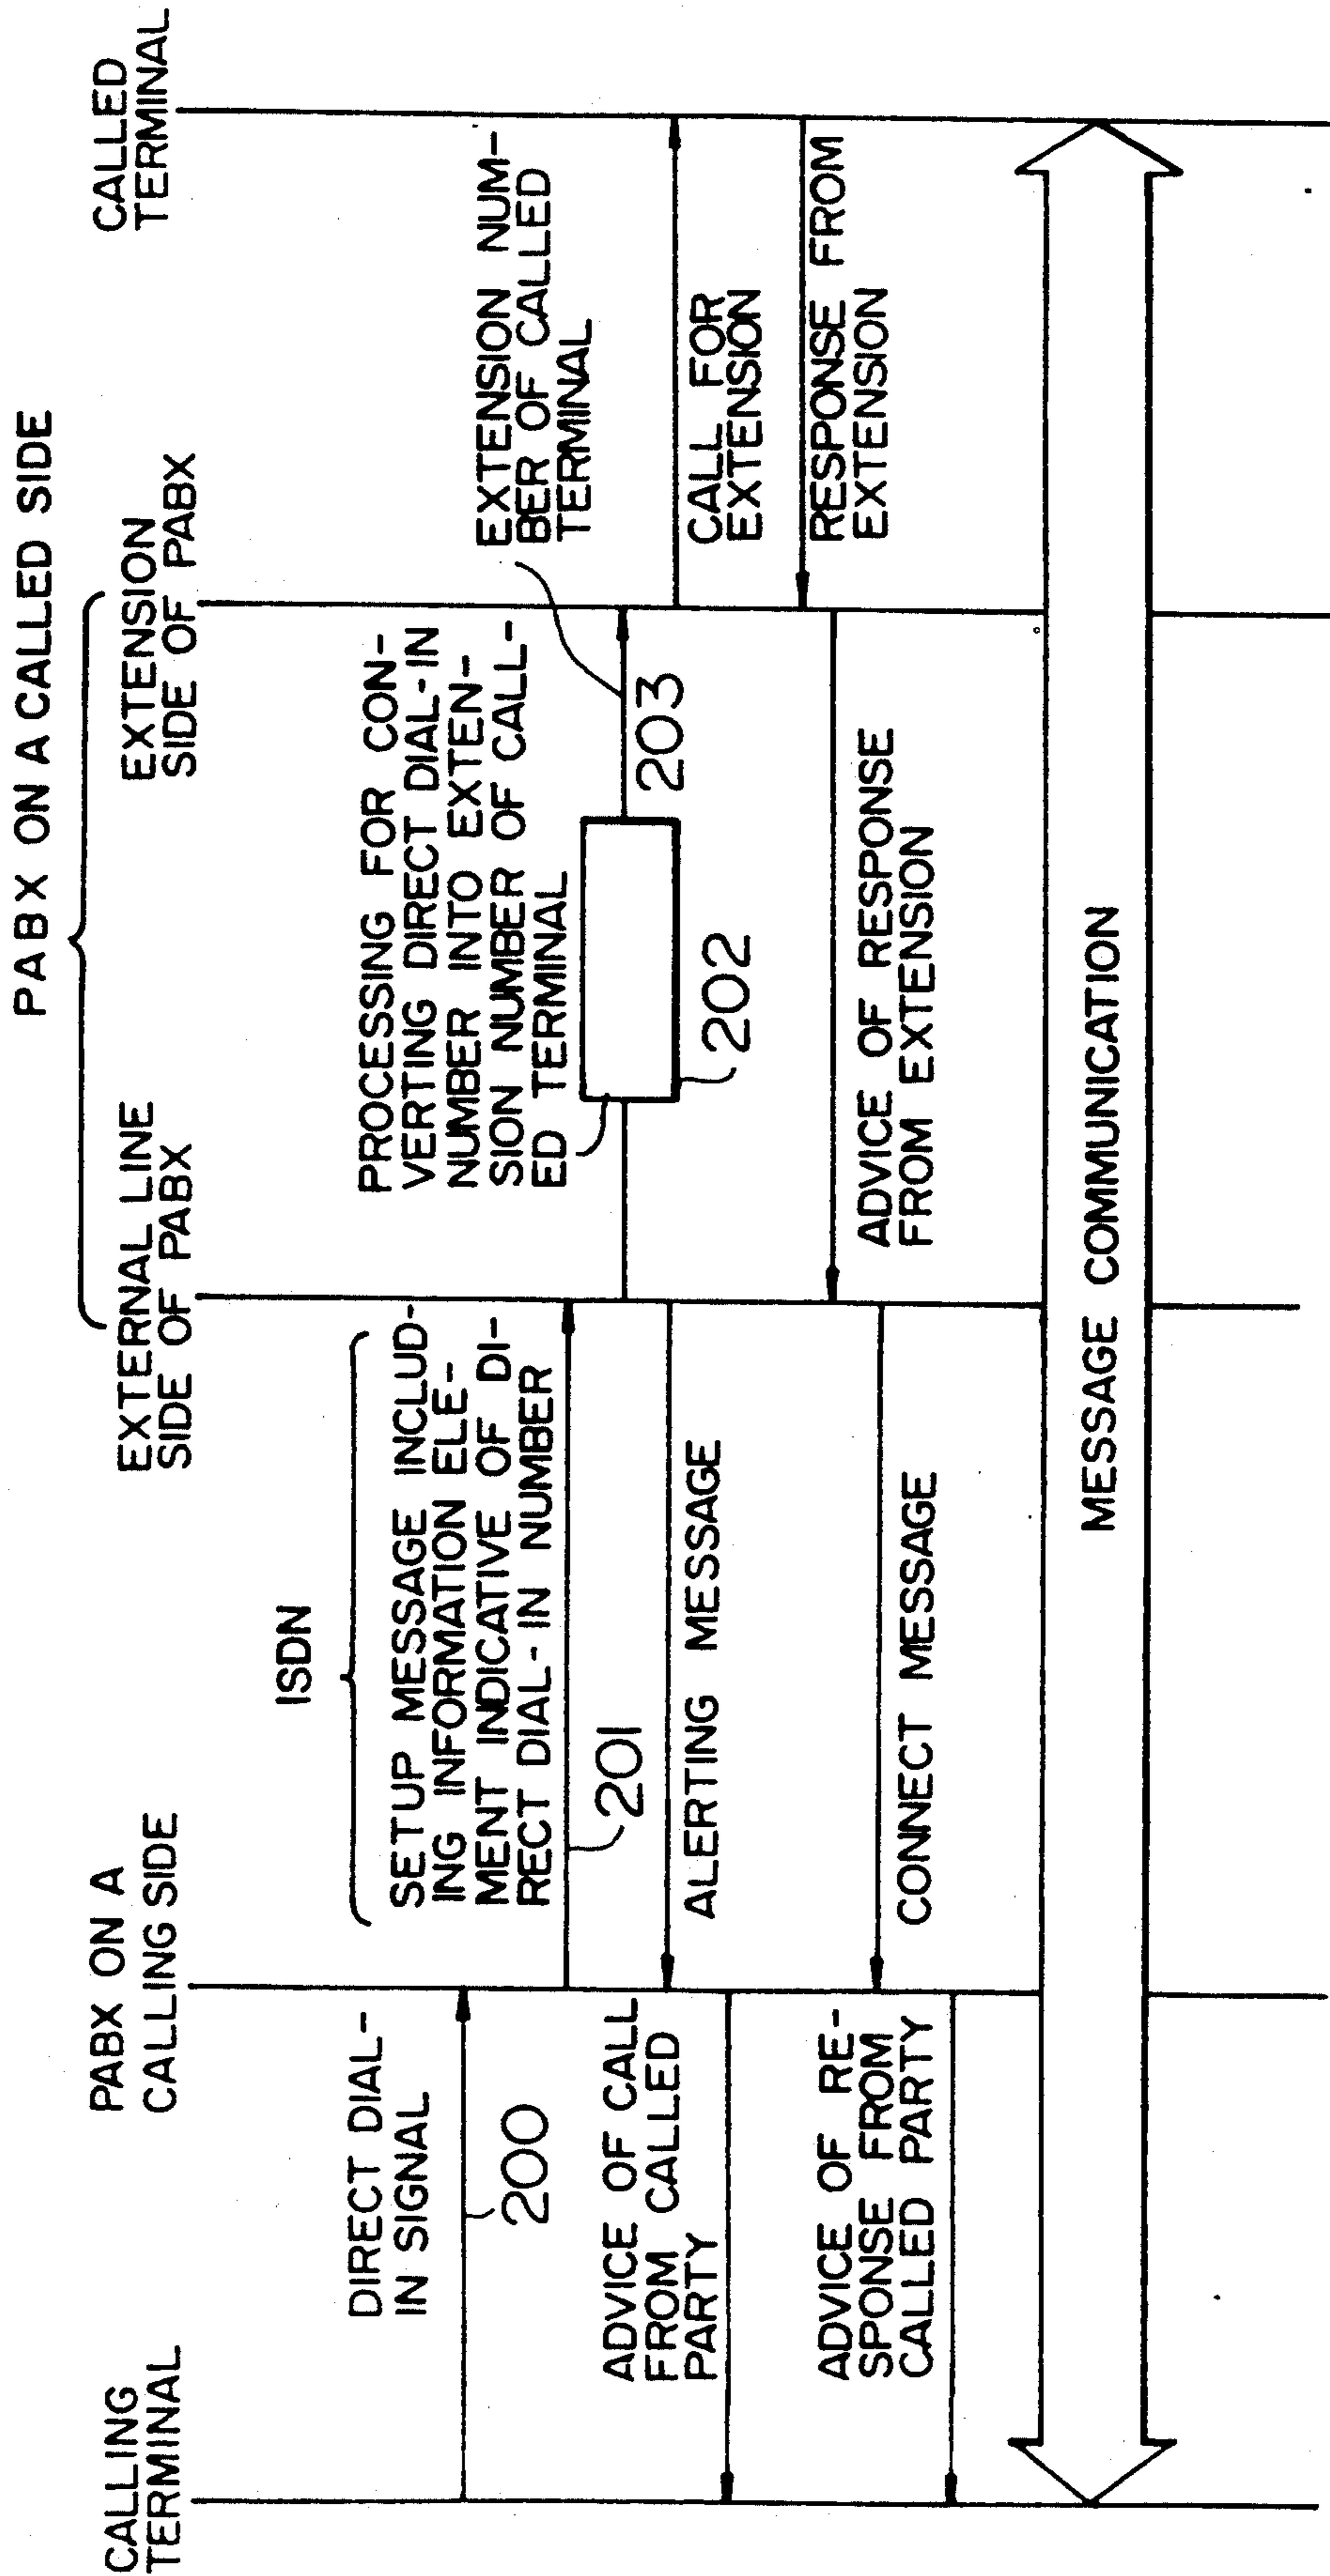 PABX ON A CALLED SIDE
CALLING
TERMINAL
PABX ON A
CALLING SIDE
EXTERNAL LINE
SIDE OF PABX
EXTENSION
SIDE OF PABX
CALLED
TERMINAL
ISDN
DIRECT DIAL-
IN SIGNAL
200
SETUP MESSAGE INCLUD-
ING INFORMATION ELE-
MENT INDICATIVE OF DI-
RECT DIAL-IN NUMBER
201
PROCESSING FOR CON-
VERTING DIRECT DIAL-IN
NUMBER INTO EXTEN-
SION NUMBER OF CALL-
ED TERMINAL
202
203
EXTENSION NUM-
BER OF CALLED
TERMINAL
ADVICE OF CALL
FROM CALLED
PARTY
ALERTING MESSAGE
CALL FOR
EXTENSION
RESPONSE FROM
EXTENSION
ADVICE OF RESPONSE
FROM EXTENSION
CONNECT MESSAGE
ADVICE OF RE-
SPONSE FROM
CALLED PARTY
MESSAGE COMMUNICATION